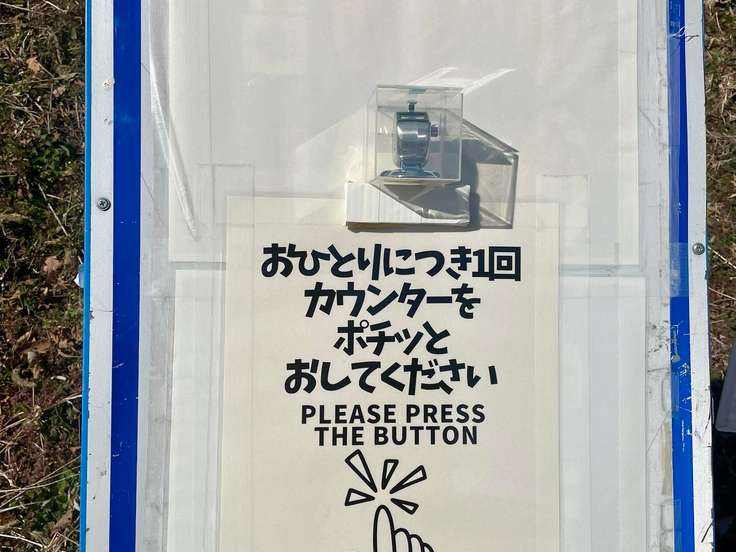 おひとりにつき1回
カウンターを
ポチッと
おしてください
PLEASE PRESS
THE BUTTON